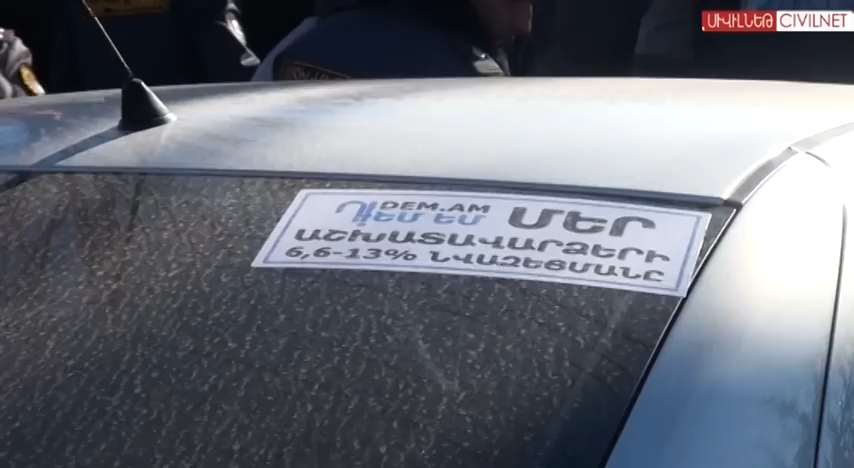 ՍԻՎԻԼՆԵԹ CIVILNET
DEM.AM
ԴԵՄ ԵՄ ՄԵՐ
ԱՇԽԱՏԱՎԱՐՁԵՐԻ
6,6-13% ՆՎԱԶԵՑՄԱՆԸ